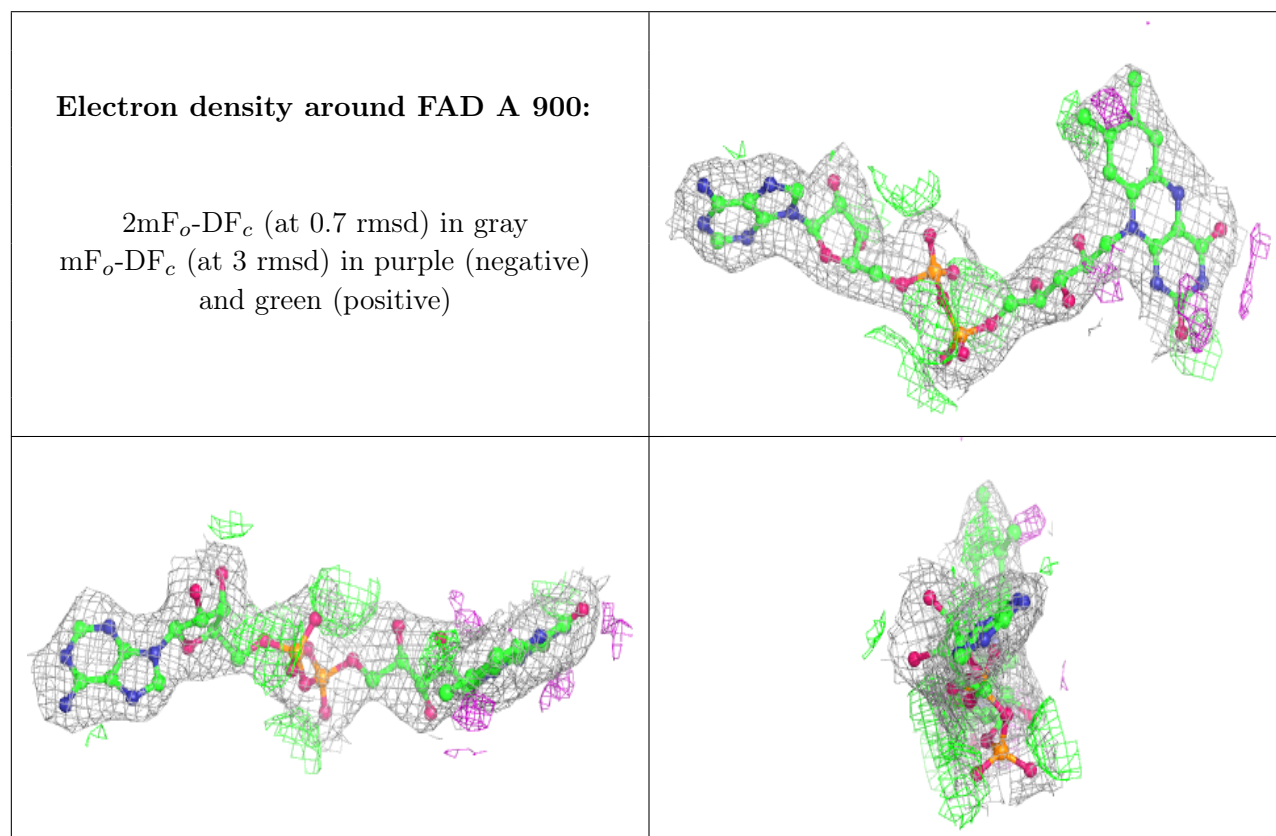 Electron density around FAD A 900:
2mFo-DFc (at 0.7 rmsd) in gray
mFo-DFc (at 3 rmsd) in purple (negative)
and green (positive)